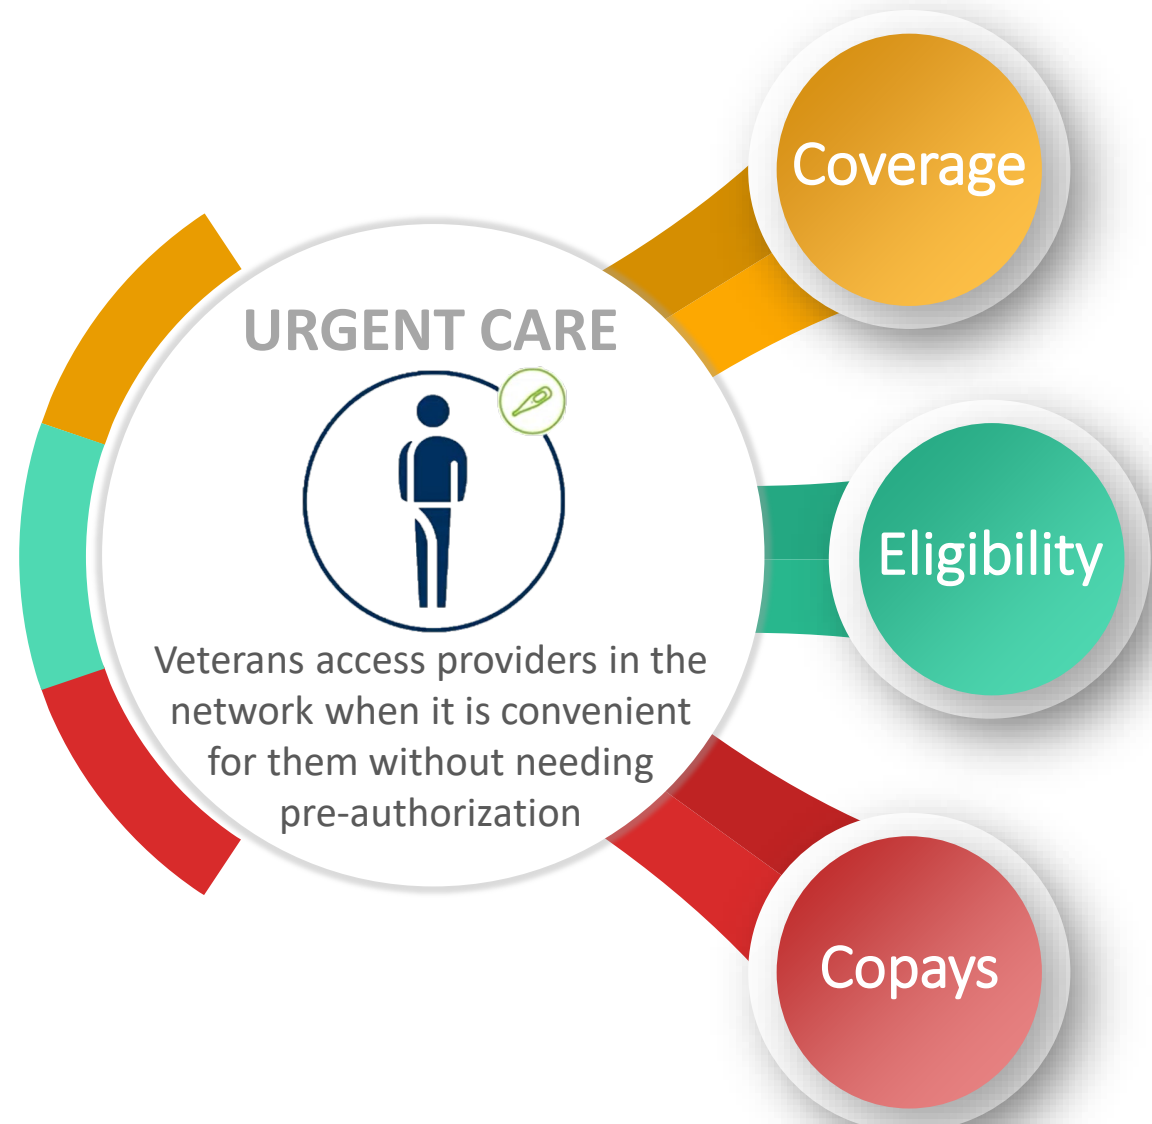 URGENT CARE
Veterans access providers in the
network when it is convenient
for them without needing
pre-authorization
Coverage
Eligibility
Copays